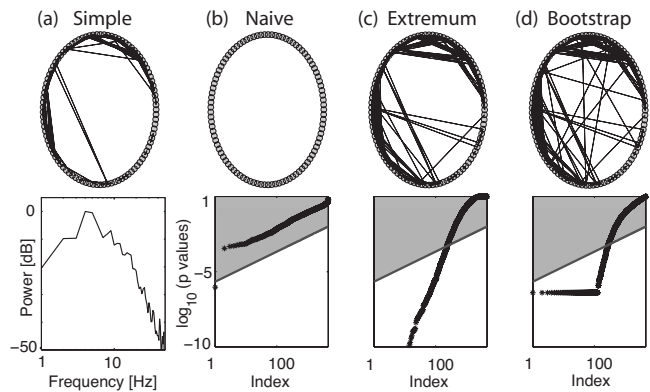 (a) Simple
(b) Naive
(c) Extremum
(d) Bootstrap
0
−50
Power [dB]
1
10
Frequency [Hz]
1
−5
−10
log10 (p values)
1
100
Index
1
100
Index
1
100
Index